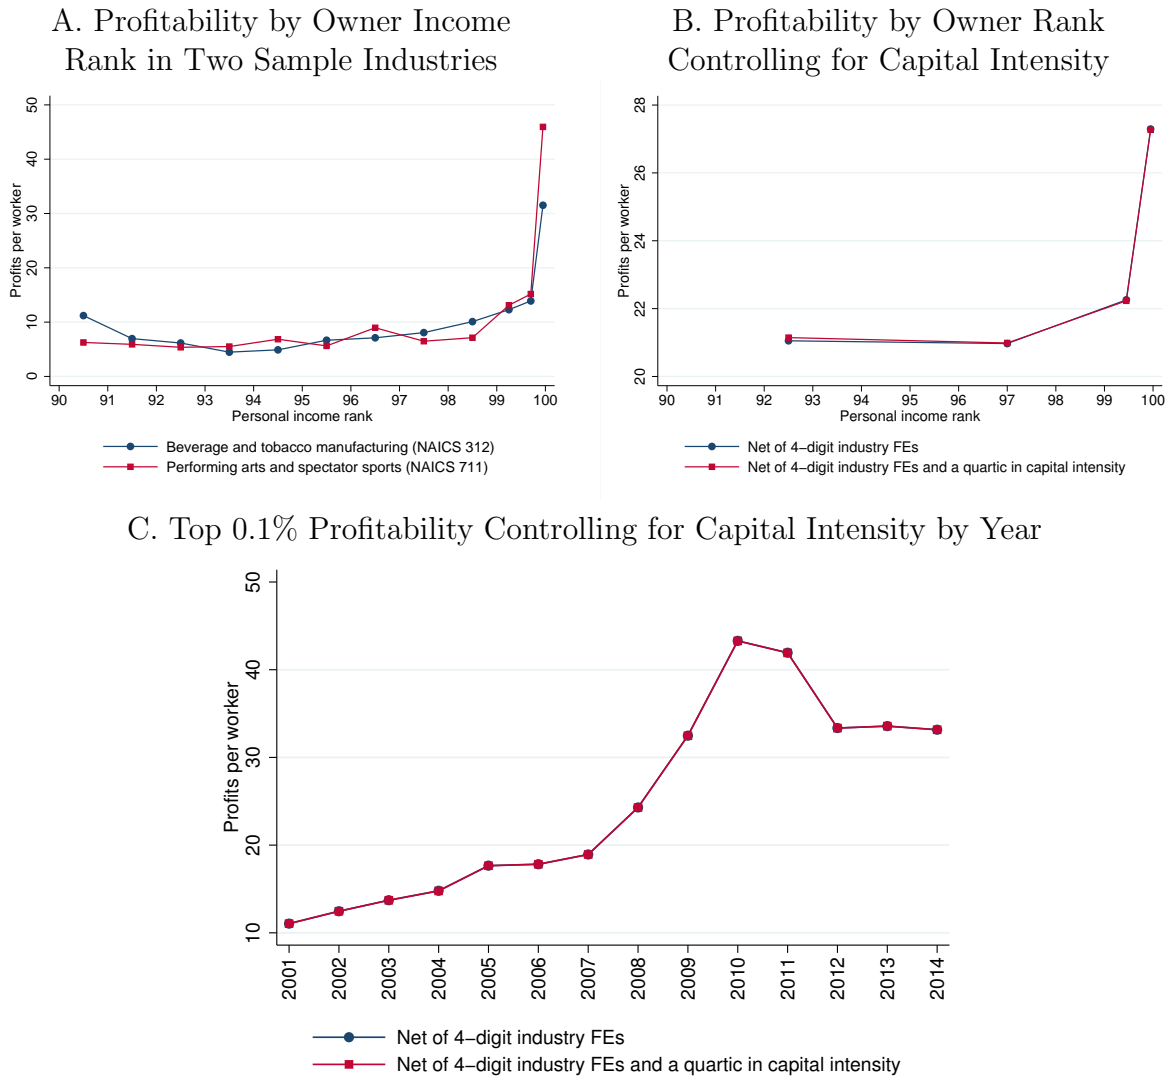 A. Profitability by Owner Income
Rank in Two Sample Industries
50
40
30
20
10
0
Profits per worker
90 91 92 93 94 95 96 97 98 99 100
Personal income rank
Beverage and tobacco manufacturing (NAICS 312)
Performing arts and spectator sports (NAICS 711)
B. Profitability by Owner Rank
Controlling for Capital Intensity
28
26
24
22
20
Profits per worker
90 91 92 93 94 95 96 97 98 99 100
Personal income rank
Net of 4−digit industry FEs
Net of 4−digit industry FEs and a quartic in capital intensity
C. Top 0.1% Profitability Controlling for Capital Intensity by Year
50
40
30
20
10
Profits per worker
2001 2002 2003 2004 2005 2006 2007 2008 2009 2010 2011 2012 2013 2014
Net of 4−digit industry FEs
Net of 4−digit industry FEs and a quartic in capital intensity